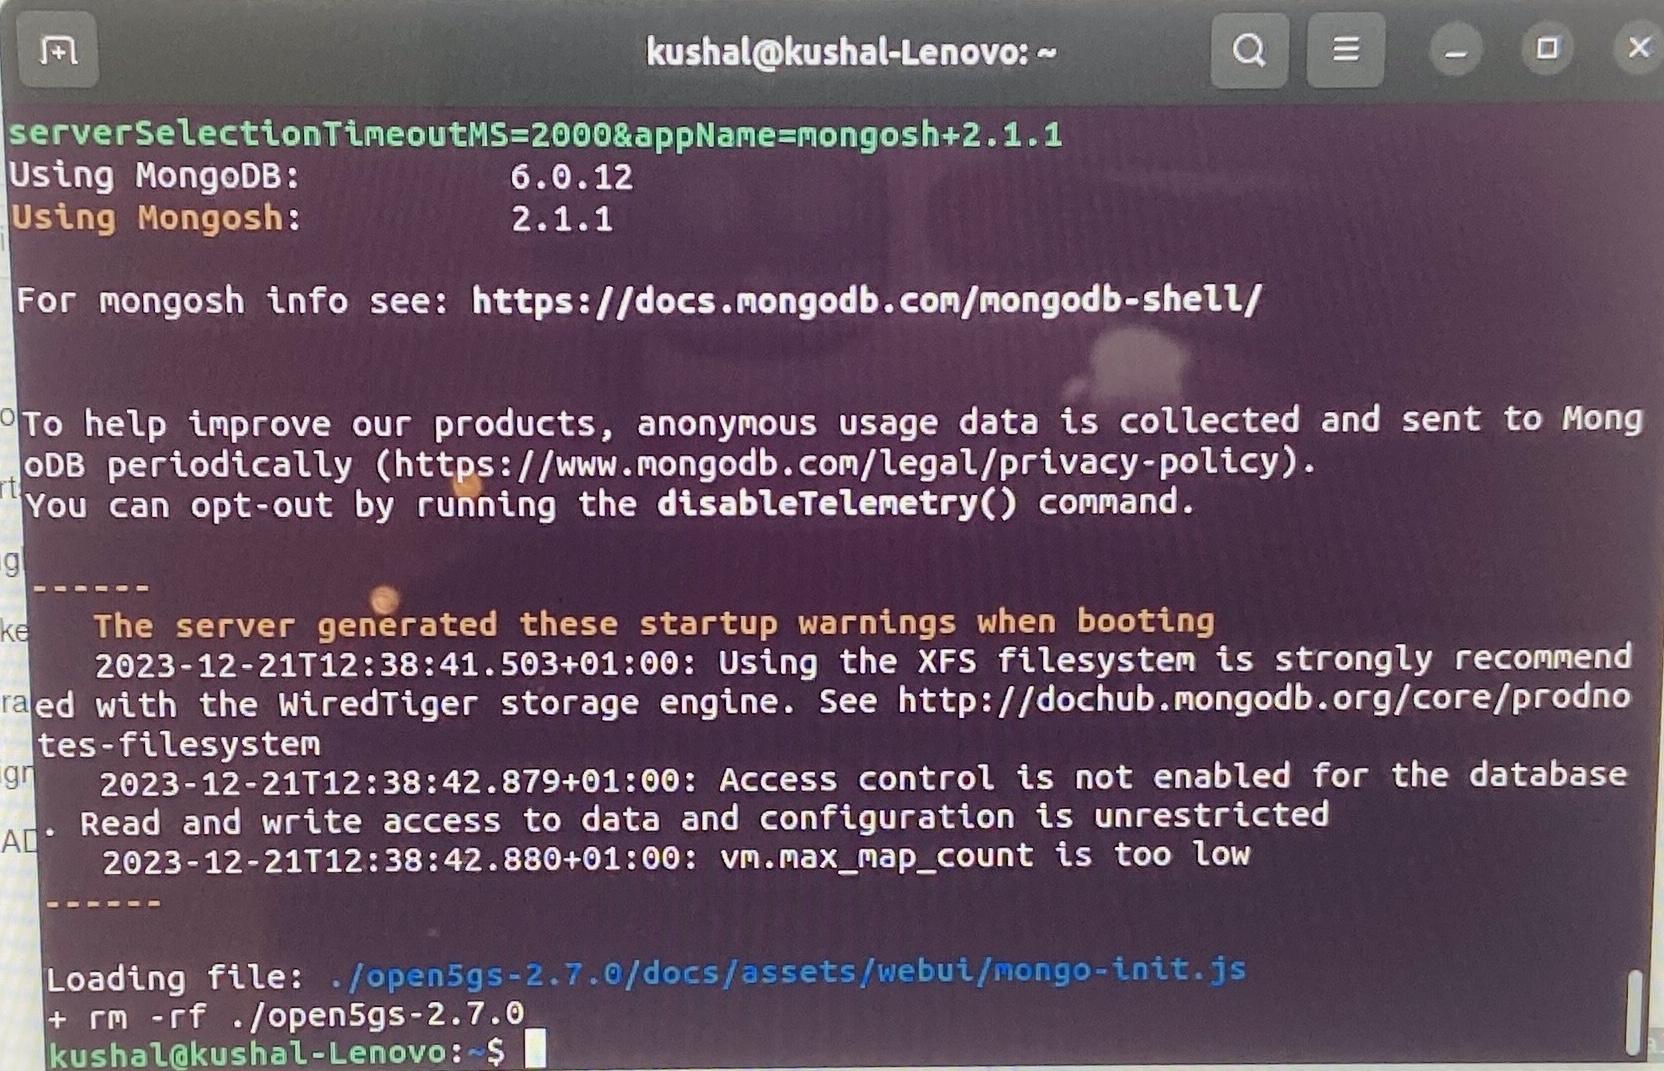 kushal@kushal-Lenovo: ~
serverSelectionTimeoutMS=2000&appName=mongosh+2.1.1
Using MongoDB: 6.0.12
Using Mongosh: 2.1.1
For mongosh info see: https://docs.mongodb.com/mongodb-shell/
To help improve our products, anonymous usage data is collected and sent to Mong
oDB periodically (https://www.mongodb.com/legal/privacy-policy).
You can opt-out by running the disableTelemetry() command.
------
The server generated these startup warnings when booting
2023-12-21T12:38:41.503+01:00: Using the XFS filesystem is strongly recommend
ed with the WiredTiger storage engine. See http://dochub.mongodb.org/core/prodno
tes-filesystem
2023-12-21T12:38:42.879+01:00: Access control is not enabled for the database
. Read and write access to data and configuration is unrestricted
2023-12-21T12:38:42.880+01:00: vm.max_map_count is too low
------
Loading file: ./open5gs-2.7.0/docs/assets/webui/mongo-init.js
+ rm -rf ./open5gs-2.7.0
kushal@kushal-Lenovo:~$